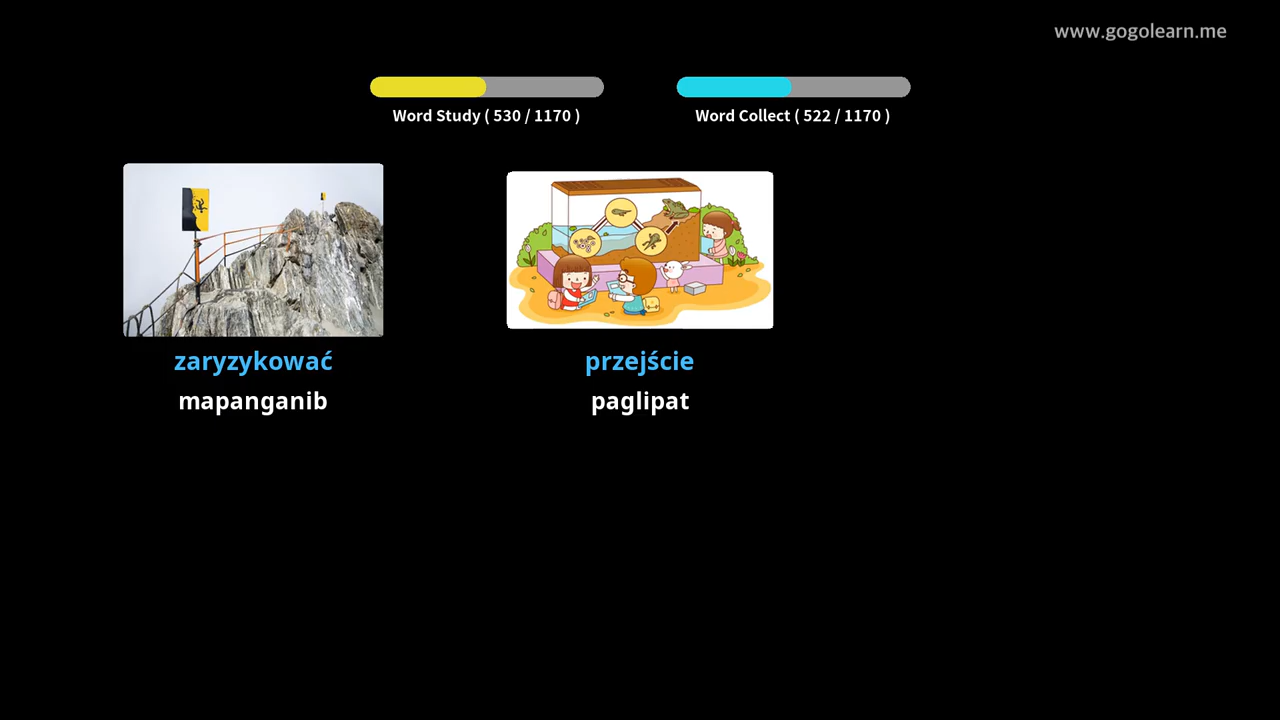 www.gogolearn.me
Word Study ( 530 / 1170 )
Word Collect ( 522 / 1170 )
zaryzykować
mapanganib
przejście
paglipat